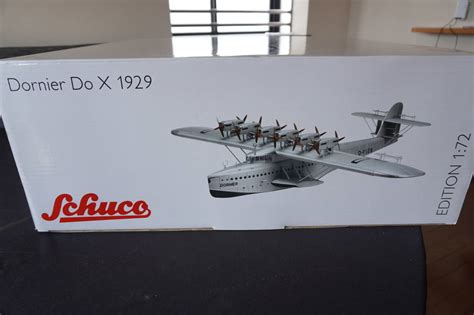 Dornier Do X 1929
Schuco
EDITION 1:72